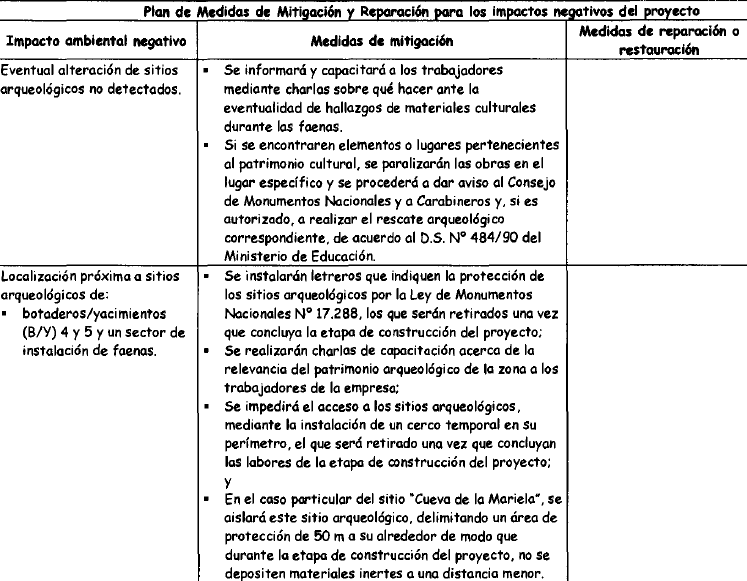 Plan de Medidas de Mitigación y Reparación para los impactos negativos del proyecto
Impacto ambiental negativo
Medidas de mitigación
Medidas de reparación o
restauración
Eventual alteración de sitios
arqueológicos no detectados.
▪ Se informará y capacitará a los trabajadores
mediante charlas sobre qué hacer ante la
eventualidad de hallazgos de materiales culturales
durante las faenas.
▪ Si se encontraren elementos o lugares pertenecientes
al patrimonio cultural, se paralizarán las obras en el
lugar específico y se procederá a dar aviso al Consejo
de Monumentos Nacionales y a Carabineros y, si es
autorizado, a realizar el rescate arqueológico
correspondiente, de acuerdo al D.S. Nº 484/90 del
Ministerio de Educación.
Localización próxima a sitios
arqueológicos de:
▪ botaderos/yacimientos
(B/Y) 4 y 5 y un sector de
instalación de faenas.
▪ Se instalarán letreros que indiquen la protección de
los sitios arqueológicos por la Ley de Monumentos
Nacionales Nº 17.288, los que serán retirados una vez
que concluya la etapa de construcción del proyecto;
▪ Se realizarán charlas de capacitación acerca de la
relevancia del patrimonio arqueológico de la zona a los
trabajadores de la empresa;
▪ Se impedirá el acceso a los sitios arqueológicos,
mediante la instalación de un cerco temporal en su
perímetro, el que será retirado una vez que concluyan
las labores de la etapa de construcción del proyecto;
y
▪ En el caso particular del sitio "Cueva de la Mariela", se
aislará este sitio arqueológico, delimitando un área de
protección de 50 m a su alrededor de modo que
durante la etapa de construcción del proyecto, no se
depositen materiales inertes a una distancia menor.